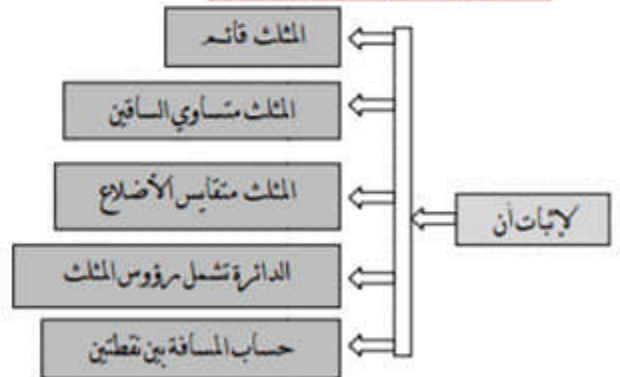 لإثبات أن
المثلث قائم
المثلث متساوي الساقين
المثلث متقايس الأضلاع
الدائرة تشمل رؤوس المثلث
حساب المسافة بين نقطتين